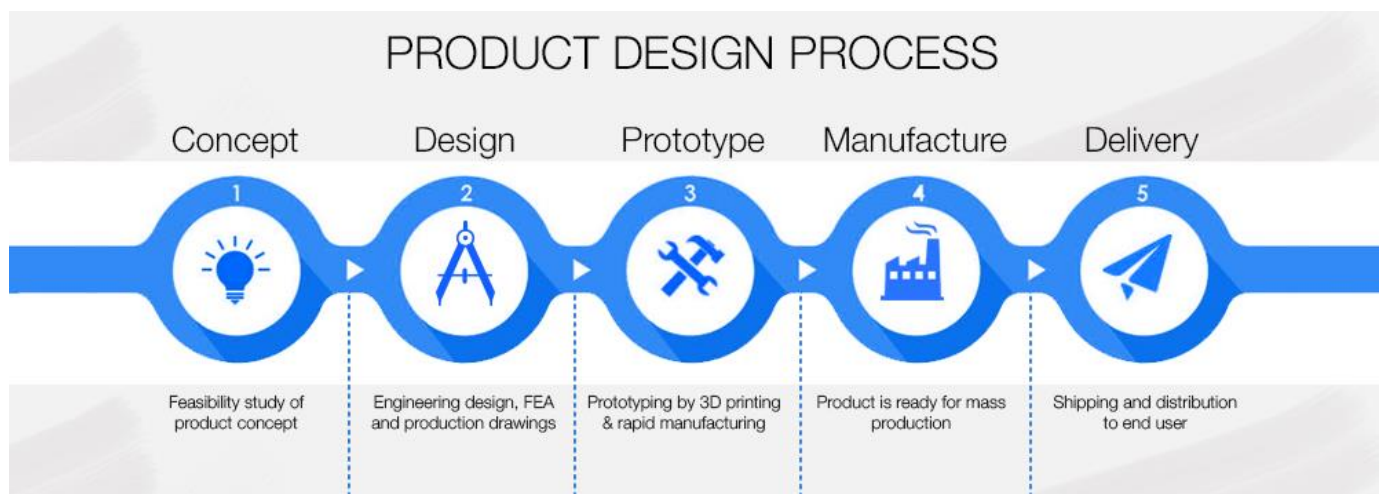 PRODUCT DESIGN PROCESS
Concept
1
Feasibility study of
product concept
Design
2
Engineering design, FEA
and production drawings
Prototype
3
Prototyping by 3D printing
& rapid manufacturing
Manufacture
4
Product is ready for mass
production
Delivery
5
Shipping and distribution
to end user